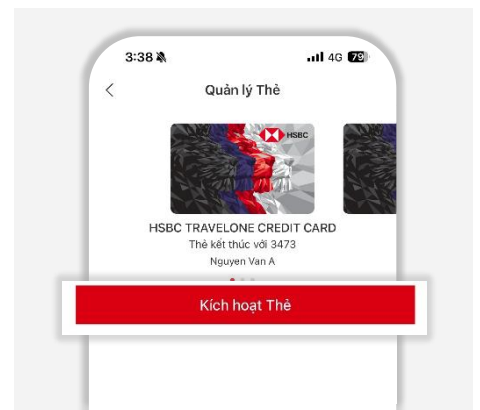 3:38
4G 79
Quản lý Thẻ
HSBC
HSBC TRAVELONE CREDIT CARD
Thẻ kết thúc với 3473
Nguyen Van A
Kích hoạt Thẻ